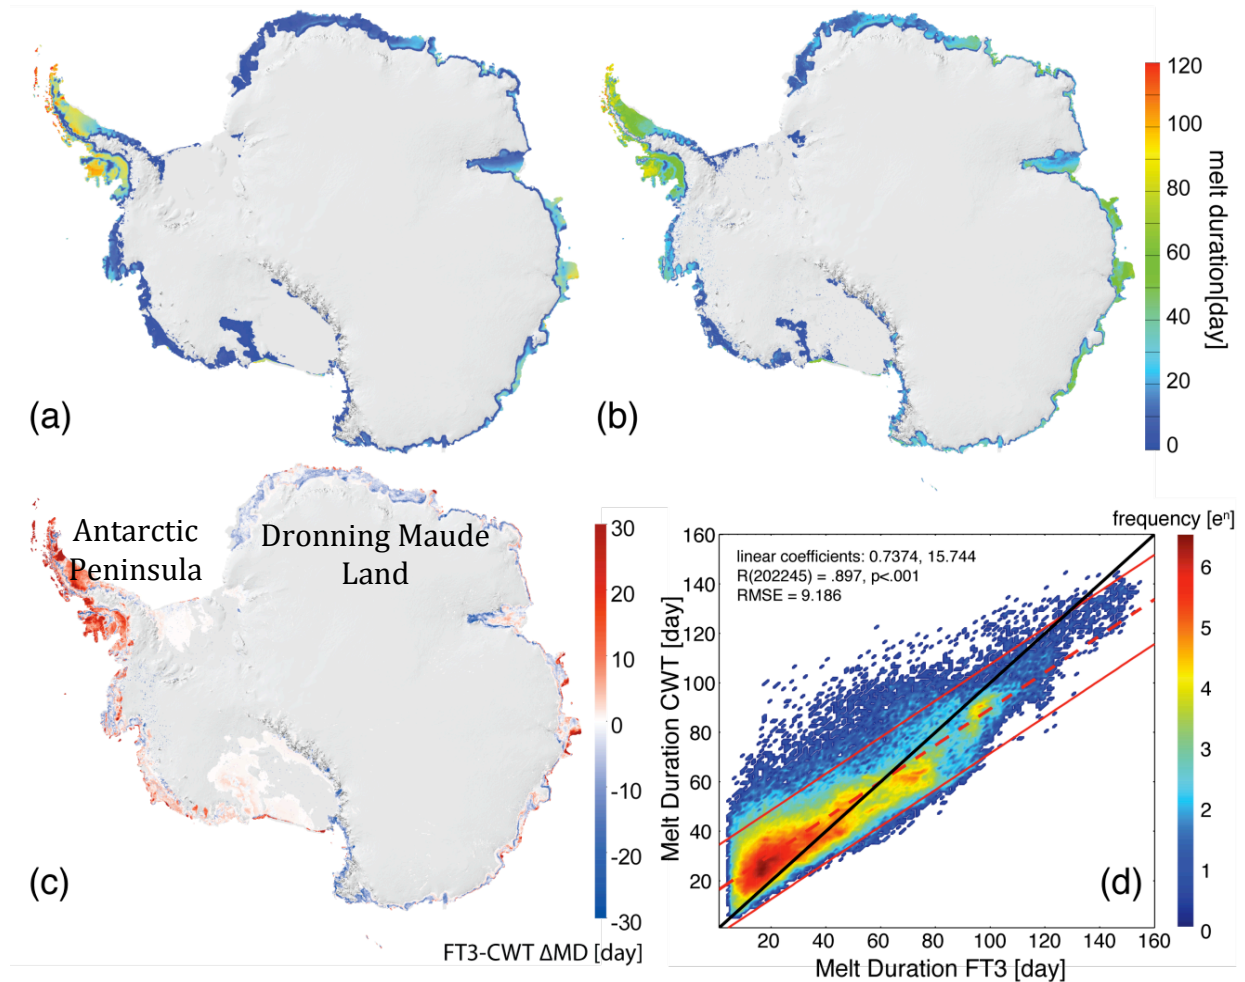 (a)
(b)
120
100
80
60
40
20
0
melt duration[day]
Antarctic
Peninsula
Dronning Maude
Land
(c)
30
20
10
0
-10
-20
-30
FT3-CWT ΔMD [day]
linear coefficients: 0.7374, 15.744
R(202245) = .897, p<.001
RMSE = 9.186
160
140
120
100
80
60
40
20
Melt Duration CWT [day]
20 40 60 80 100 120 140 160
Melt Duration FT3 [day]
(d)
frequency [eⁿ]
6
5
4
3
2
1
0